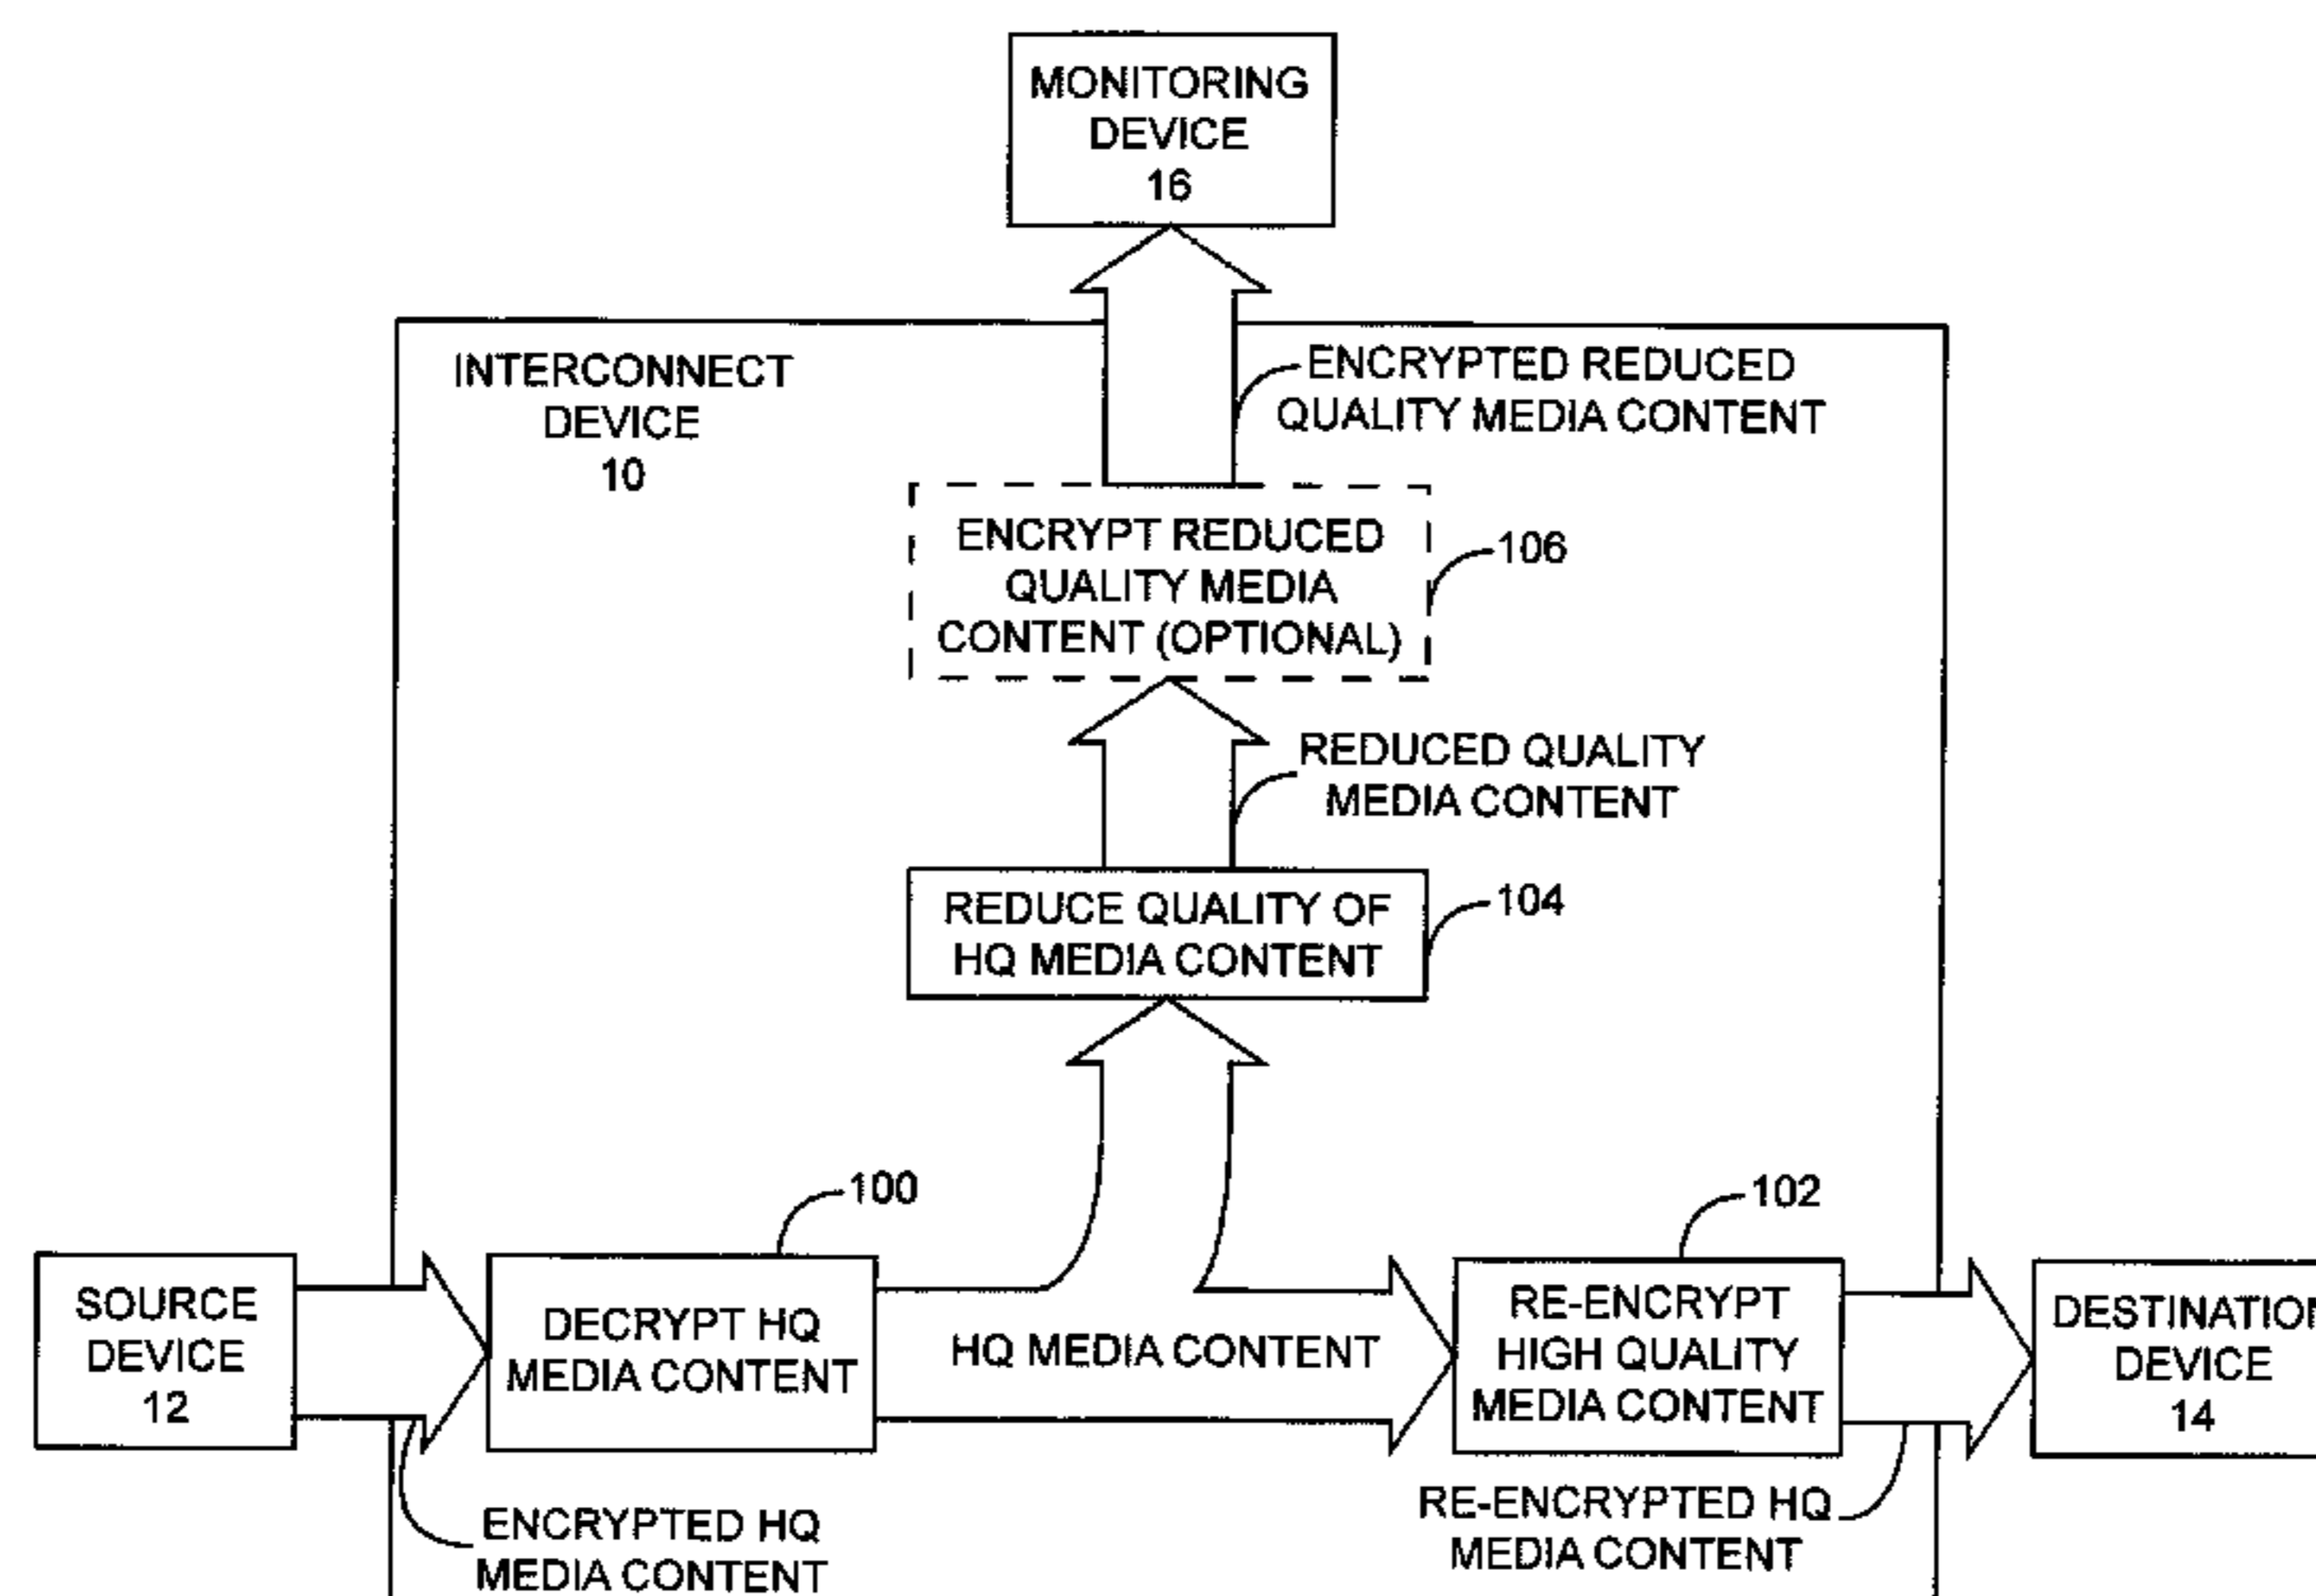 MONITORING
DEVICE
16
INTERCONNECT
DEVICE
10
ENCRYPTED REDUCED
QUALITY MEDIA CONTENT
ENCRYPT REDUCED
QUALITY MEDIA
CONTENT (OPTIONAL)
106
REDUCED QUALITY
MEDIA CONTENT
REDUCE QUALITY OF
HQ MEDIA CONTENT
104
100
102
SOURCE
DEVICE
12
DECRYPT HQ
MEDIA CONTENT
HQ MEDIA CONTENT
RE-ENCRYPT
HIGH QUALITY
MEDIA CONTENT
DESTINATION
DEVICE
14
ENCRYPTED HQ
MEDIA CONTENT
RE-ENCRYPTED HQ
MEDIA CONTENT